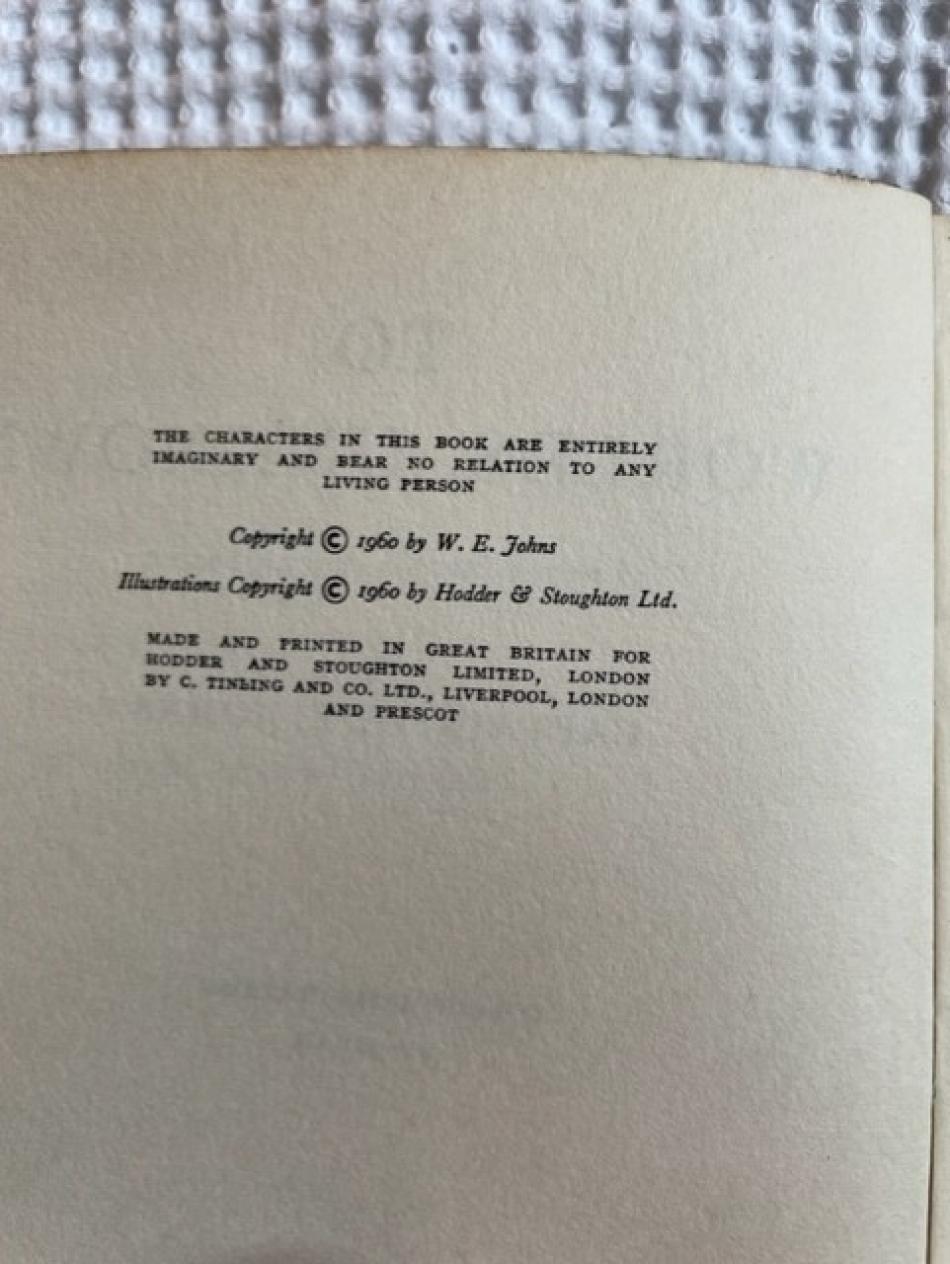 THE CHARACTERS IN THIS BOOK ARE ENTIRELY
IMAGINARY AND BEAR NO RELATION TO ANY
LIVING PERSON
Copyright © 1960 by W. E. Johns
Illustrations Copyright © 1960 by Hodder & Stoughton Ltd.
MADE AND PRINTED IN GREAT BRITAIN FOR
HODDER AND STOUGHTON LIMITED, LONDON
BY C. TINLING AND CO. LTD., LIVERPOOL, LONDON
AND PRESCOT